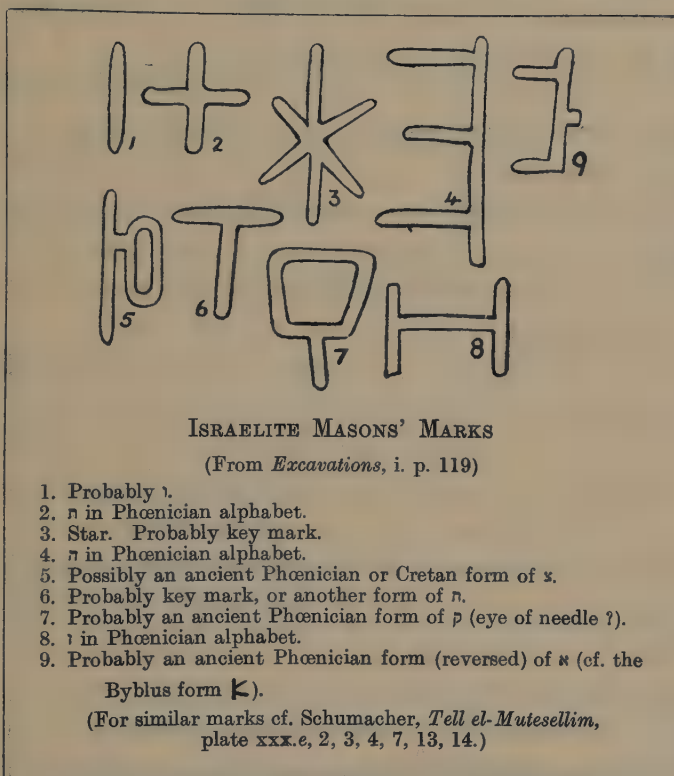 1 2 3 4 9
5 6 7 8
ISRAELITE MASONS' MARKS
(From Excavations, i. p. 119)
1. Probably ו.
2. ת in Phœnician alphabet.
3. Star. Probably key mark.
4. ה in Phœnician alphabet.
5. Possibly an ancient Phœnician or Cretan form of צ.
6. Probably key mark, or another form of ת.
7. Probably an ancient Phœnician form of ק (eye of needle ?).
8. ז in Phœnician alphabet.
9. Probably an ancient Phœnician form (reversed) of א (cf. the
Byblus form K).
(For similar marks cf. Schumacher, Tell el-Mutesellim,
plate xxx.e, 2, 3, 4, 7, 13, 14.)